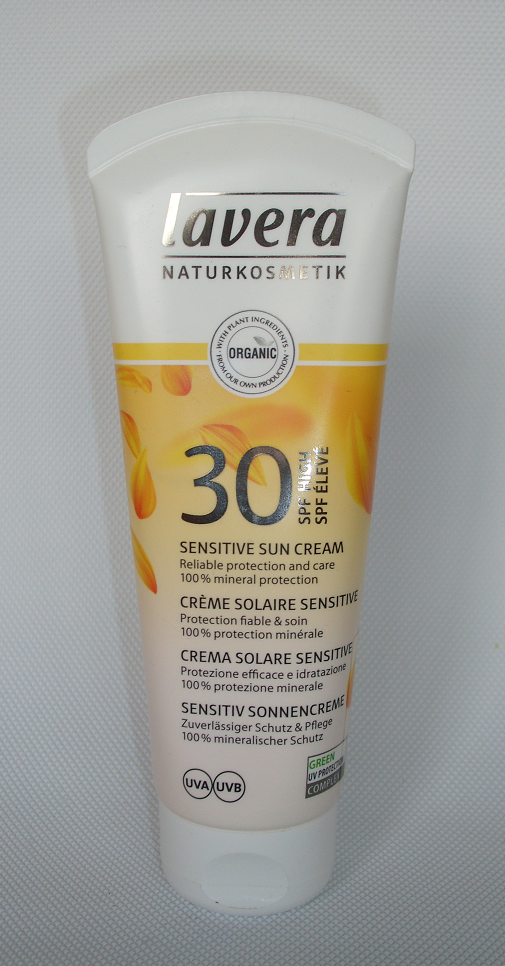 lavera
NATURKOSMETIK
· WITH PLANT INGREDIENTS ·
ORGANIC
FROM OUR OWN PRODUCTION
30
SPF HIGH
SPF ÉLEVÉ
SENSITIVE SUN CREAM
Reliable protection and care
100% mineral protection
CRÈME SOLAIRE SENSITIVE
Protection fiable & soin
100% protection minérale
CREMA SOLARE SENSITIVE
Protezione efficace e idratazione
100% protezione minerale
SENSITIV SONNENCREME
Zuverlässiger Schutz & Pflege
100% mineralischer Schutz
UVA UVB
GREEN
UV PROTECTION